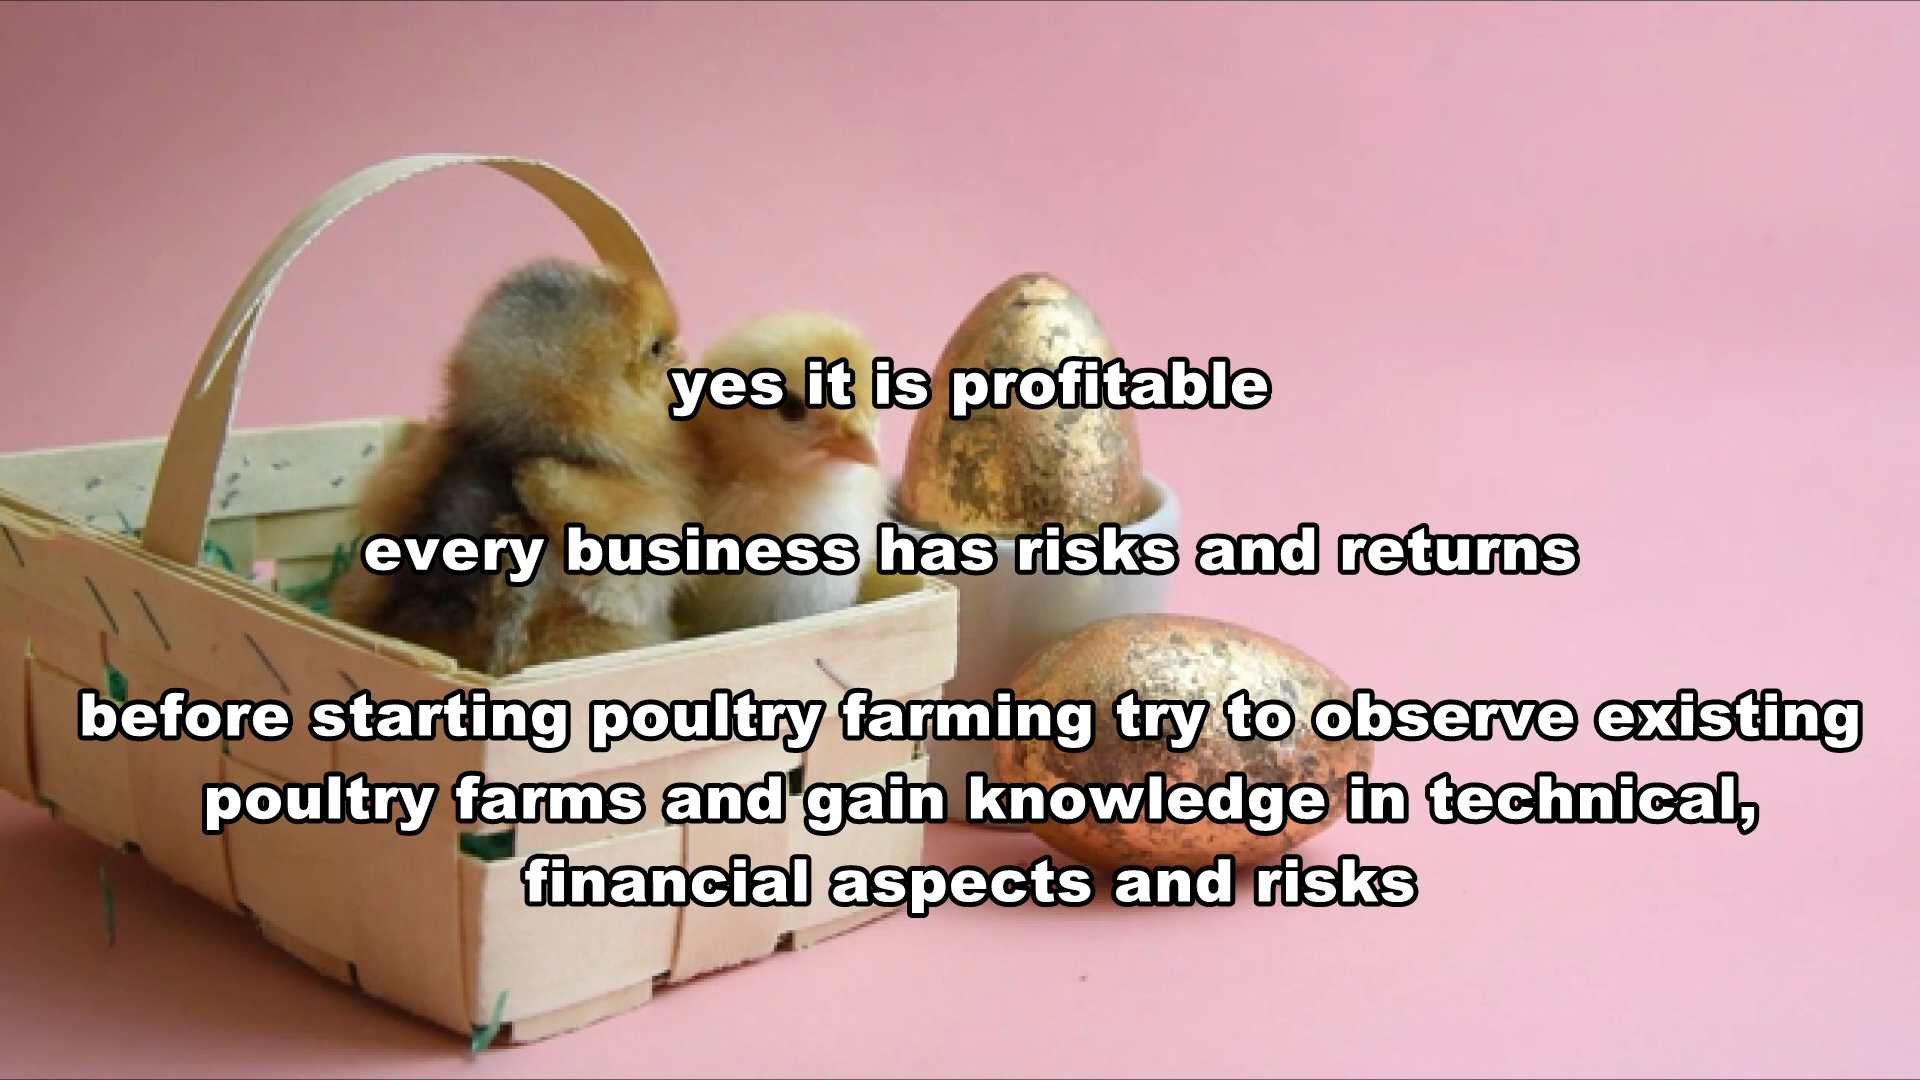 yes it is profitable
every business has risks and returns
before starting poultry farming try to observe existing
poultry farms and gain knowledge in technical,
financial aspects and risks